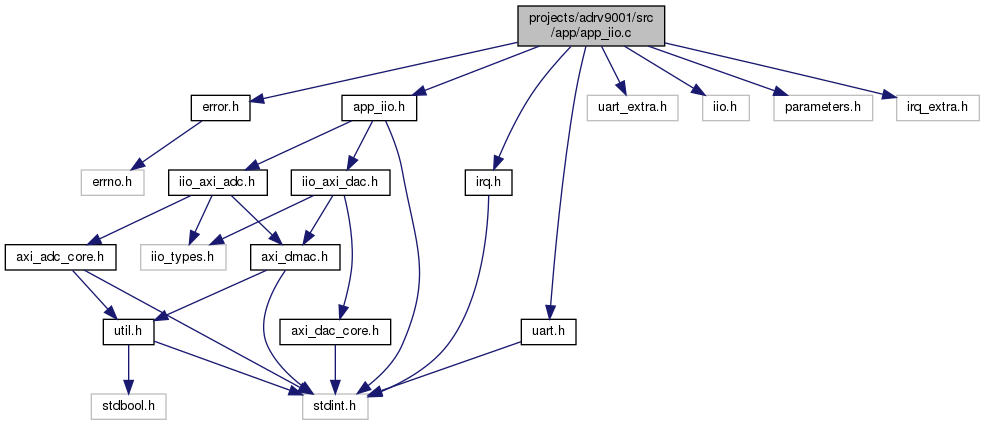 projects/adrv9001/src
/app/app_iio.c
error.h
app_iio.h
uart_extra.h
iio.h
parameters.h
irq_extra.h
errno.h
iio_axi_adc.h
iio_axi_dac.h
irq.h
axi_adc_core.h
iio_types.h
axi_dmac.h
util.h
axi_dac_core.h
uart.h
stdbool.h
stdint.h